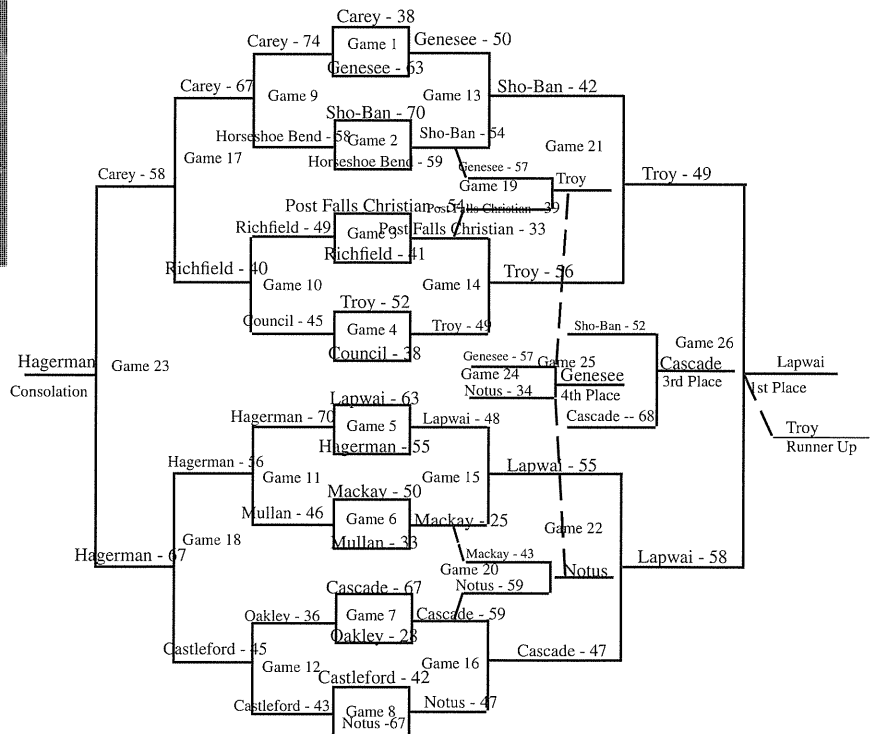 Carey - 38
Carey - 74
Game 1
Genesee - 50
Genesee - 63
Carey - 67
Game 9
Game 13
Sho-Ban - 42
Sho-Ban - 70
Horseshoe Bend - 58
Game 2
Sho-Ban - 54
Game 21
Game 17
Horseshoe Bend - 59
Genesee - 57
Carey - 58
Game 19
Troy
Troy - 49
Post Falls Christian - 54
Post Falls Christian - 39
Richfield - 49
Game 3
Post Falls Christian - 33
Richfield - 41
Richfield - 40
Game 10
Game 14
Troy - 56
Troy - 52
Council - 45
Game 4
Troy - 49
Sho-Ban - 52
Council - 38
Game 26
Hagerman
Game 23
Genesee - 57
Game 25
Cascade
Lapwai
Game 24
Genesee
3rd Place
1st Place
Consolation
Notus - 34
4th Place
Lapwai - 63
Hagerman - 70
Game 5
Lapwai - 48
Cascade -- 68
Troy
Hagerman - 55
Runner Up
Hagerman - 56
Game 11
Game 15
Lapwai - 55
Mackay - 50
Mullan - 46
Game 6
Mackay - 25
Game 22
Game 18
Mullan - 33
Hagerman - 67
Mackay - 43
Game 20
Notus
Lapwai - 58
Notus - 59
Cascade - 67
Oakley - 36
Game 7
Cascade - 59
Oakley - 28
Castleford - 45
Game 12
Game 16
Cascade - 47
Castleford - 42
Castleford - 43
Game 8
Notus - 47
Notus -67